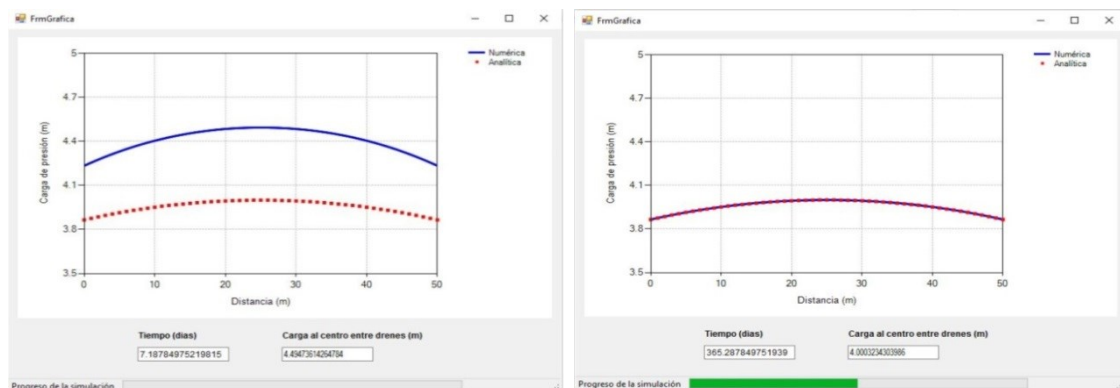 FrmGrafica
5
4.7
4.4
4.1
3.8
3.5
Carga de presión (m)
0 10 20 30 40 50
Distancia (m)
Numérica
Analítica
Tiempo (días) Carga al centro entre drenes (m)
7.18784975219815 4.49473614264784
Progreso de la simulación
FrmGrafica
5
4.7
4.4
4.1
3.8
3.5
Carga de presión (m)
0 10 20 30 40 50
Distancia (m)
Numérica
Analítica
Tiempo (días) Carga al centro entre drenes (m)
365.287849751939 4.0003234303986
Progreso de la simulación